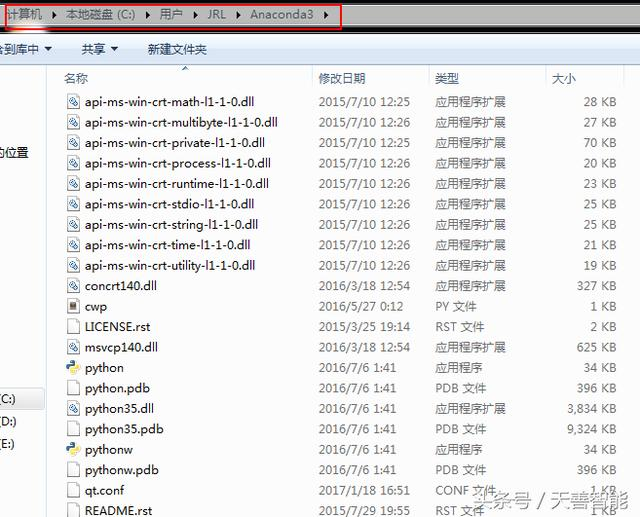 计算机 ▸ 本地磁盘 (C:) ▸ 用户 ▸ JRL ▸ Anaconda3 ▸
含到库中 共享 新建文件夹
名称 修改日期 类型 大小
api-ms-win-crt-math-l1-1-0.dll 2015/7/10 12:25 应用程序扩展 28 KB
api-ms-win-crt-multibyte-l1-1-0.dll 2015/7/10 12:26 应用程序扩展 27 KB
api-ms-win-crt-private-l1-1-0.dll 2015/7/10 12:25 应用程序扩展 70 KB
的位置
api-ms-win-crt-process-l1-1-0.dll 2015/7/10 12:26 应用程序扩展 20 KB
api-ms-win-crt-runtime-l1-1-0.dll 2015/7/10 12:26 应用程序扩展 23 KB
api-ms-win-crt-stdio-l1-1-0.dll 2015/7/10 12:26 应用程序扩展 25 KB
api-ms-win-crt-string-l1-1-0.dll 2015/7/10 12:26 应用程序扩展 25 KB
api-ms-win-crt-time-l1-1-0.dll 2015/7/10 12:26 应用程序扩展 21 KB
api-ms-win-crt-utility-l1-1-0.dll 2015/7/10 12:26 应用程序扩展 19 KB
concrt140.dll 2016/3/18 12:54 应用程序扩展 327 KB
cwp 2016/5/27 0:12 PY 文件 1 KB
LICENSE.rst 2015/3/25 19:14 RST 文件 2 KB
msvcp140.dll 2016/3/18 12:54 应用程序扩展 625 KB
python 2016/7/6 1:41 应用程序 34 KB
python.pdb 2016/7/6 1:41 PDB 文件 396 KB
(C:)
python35.dll 2016/7/6 1:41 应用程序扩展 3,834 KB
(D:)
python35.pdb 2016/7/6 1:41 PDB 文件 9,324 KB
(E:)
pythonw 2016/7/6 1:41 应用程序 34 KB
pythonw.pdb 2016/7/6 1:41 PDB 文件 396 KB
qt.conf 2017/1/18 16:51 CONF 文件 1 KB
README.rst 2015/7/29 19:55 RST 文件
头条号 / 天善智能